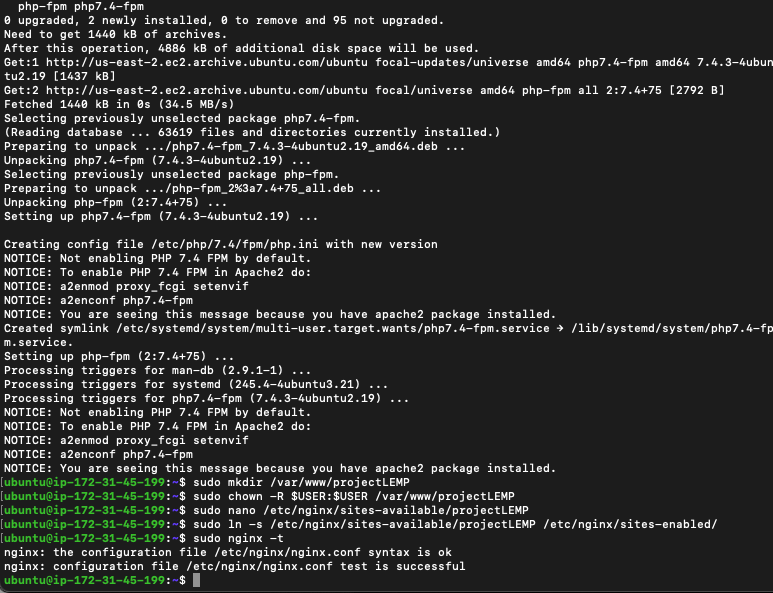 php-fpm php7.4-fpm
0 upgraded, 2 newly installed, 0 to remove and 95 not upgraded.
Need to get 1440 kB of archives.
After this operation, 4886 kB of additional disk space will be used.
Get:1 http://us-east-2.ec2.archive.ubuntu.com/ubuntu focal-updates/universe amd64 php7.4-fpm amd64 7.4.3-4ubun
tu2.19 [1437 kB]
Get:2 http://us-east-2.ec2.archive.ubuntu.com/ubuntu focal/universe amd64 php-fpm all 2:7.4+75 [2792 B]
Fetched 1440 kB in 0s (34.5 MB/s)
Selecting previously unselected package php7.4-fpm.
(Reading database ... 63619 files and directories currently installed.)
Preparing to unpack .../php7.4-fpm_7.4.3-4ubuntu2.19_amd64.deb ...
Unpacking php7.4-fpm (7.4.3-4ubuntu2.19) ...
Selecting previously unselected package php-fpm.
Preparing to unpack .../php-fpm_2%3a7.4+75_all.deb ...
Unpacking php-fpm (2:7.4+75) ...
Setting up php7.4-fpm (7.4.3-4ubuntu2.19) ...
Creating config file /etc/php/7.4/fpm/php.ini with new version
NOTICE: Not enabling PHP 7.4 FPM by default.
NOTICE: To enable PHP 7.4 FPM in Apache2 do:
NOTICE: a2enmod proxy_fcgi setenvif
NOTICE: a2enconf php7.4-fpm
NOTICE: You are seeing this message because you have apache2 package installed.
Created symlink /etc/systemd/system/multi-user.target.wants/php7.4-fpm.service → /lib/systemd/system/php7.4-fp
m.service.
Setting up php-fpm (2:7.4+75) ...
Processing triggers for man-db (2.9.1-1) ...
Processing triggers for systemd (245.4-4ubuntu3.21) ...
Processing triggers for php7.4-fpm (7.4.3-4ubuntu2.19) ...
NOTICE: Not enabling PHP 7.4 FPM by default.
NOTICE: To enable PHP 7.4 FPM in Apache2 do:
NOTICE: a2enmod proxy_fcgi setenvif
NOTICE: a2enconf php7.4-fpm
NOTICE: You are seeing this message because you have apache2 package installed.
[ubuntu@ip-172-31-45-199:~$ sudo mkdir /var/www/projectLEMP
[ubuntu@ip-172-31-45-199:~$ sudo chown -R $USER:$USER /var/www/projectLEMP
[ubuntu@ip-172-31-45-199:~$ sudo nano /etc/nginx/sites-available/projectLEMP
[ubuntu@ip-172-31-45-199:~$ sudo ln -s /etc/nginx/sites-available/projectLEMP /etc/nginx/sites-enabled/
[ubuntu@ip-172-31-45-199:~$ sudo nginx -t
nginx: the configuration file /etc/nginx/nginx.conf syntax is ok
nginx: configuration file /etc/nginx/nginx.conf test is successful
ubuntu@ip-172-31-45-199:~$